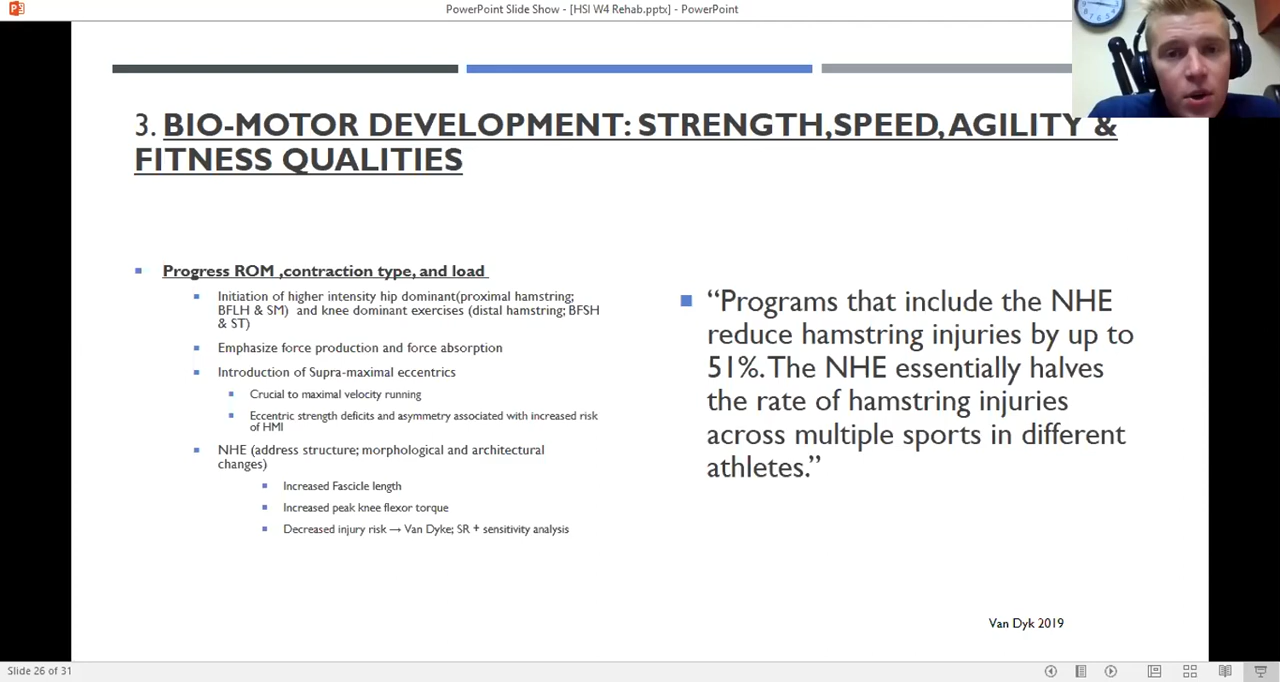 PowerPoint Slide Show - [HSI W4 Rehab.pptx] - PowerPoint
3. BIO-MOTOR DEVELOPMENT: STRENGTH,SPEED,AGILITY &
FITNESS QUALITIES
Progress ROM ,contraction type, and load
Initiation of higher intensity hip dominant(proximal hamstring;
BFLH & SM) and knee dominant exercises (distal hamstring; BFSH
& ST)
Emphasize force production and force absorption
Introduction of Supra-maximal eccentrics
Crucial to maximal velocity running
Eccentric strength deficits and asymmetry associated with increased risk
of HMI
NHE (address structure; morphological and architectural
changes)
Increased Fascicle length
Increased peak knee flexor torque
Decreased injury risk → Van Dyke; SR + sensitivity analysis
“Programs that include the NHE
reduce hamstring injuries by up to
51%. The NHE essentially halves
the rate of hamstring injuries
across multiple sports in different
athletes.”
Van Dyk 2019
Slide 26 of 31